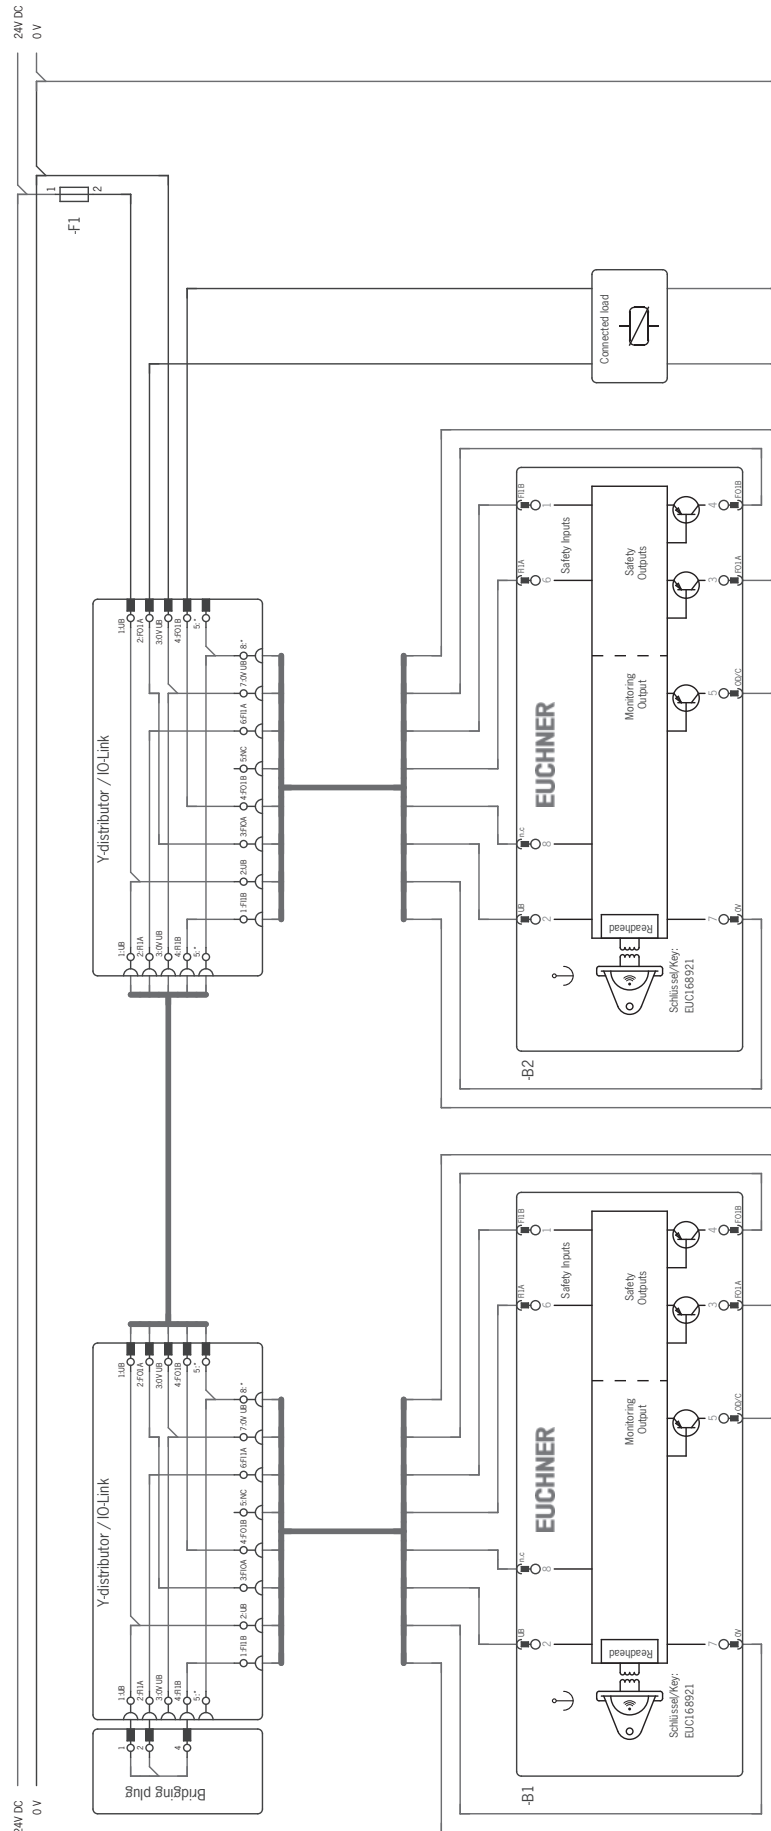 24V DC
0 V
-F1
1
2
Connected load
Y-distributor / IO-Link
1:UB
2:FO1A
3:0V UB
4:FO1B
5:*
8:*
7:0V UB
6:FI1A
5:NC
4:FO1B
3:FIOA
2:UB
1:FI1B
1:UB
2:FI1A
3:0V UB
4:FI1B
5:*
-B2
EUCHNER
FI1B
1
FI1A
6
n.c
8
UB
2
Safety Inputs
Safety
Outputs
Monitoring
Output
Readhead
Schlüssel/Key:
EUC168921
4
FO1B
3
FO1A
5
OD/C
7
0V
Y-distributor / IO-Link
1:UB
2:FO1A
3:0V UB
4:FO1B
5:*
8:*
7:0V UB
6:FI1A
5:NC
4:FO1B
3:FIOA
2:UB
1:FI1B
1:UB
2:FI1A
3:0V UB
4:FI1B
5:*
Bridging plug
1
2
4
-B1
EUCHNER
FI1B
1
FI1A
6
n.c
8
UB
2
Safety Inputs
Safety
Outputs
Monitoring
Output
Readhead
Schlüssel/Key:
EUC168921
4
FO1B
3
FO1A
5
OD/C
7
0V
24V DC
0 V